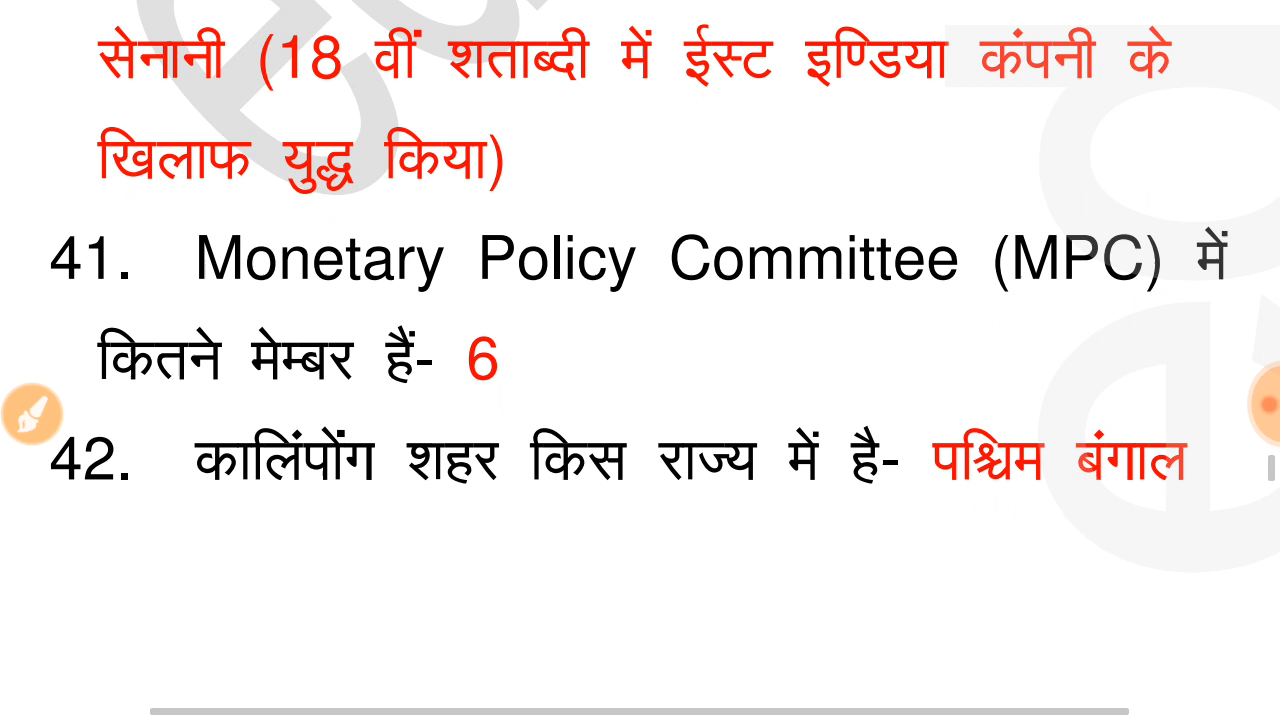 सेनानी (18 वीं शताब्दी में ईस्ट इण्डिया कंपनी के
खिलाफ युद्ध किया)
41. Monetary Policy Committee (MPC) में
कितने मेम्बर हैं- 6
42. कालिंपोंग शहर किस राज्य में है- पश्चिम बंगाल